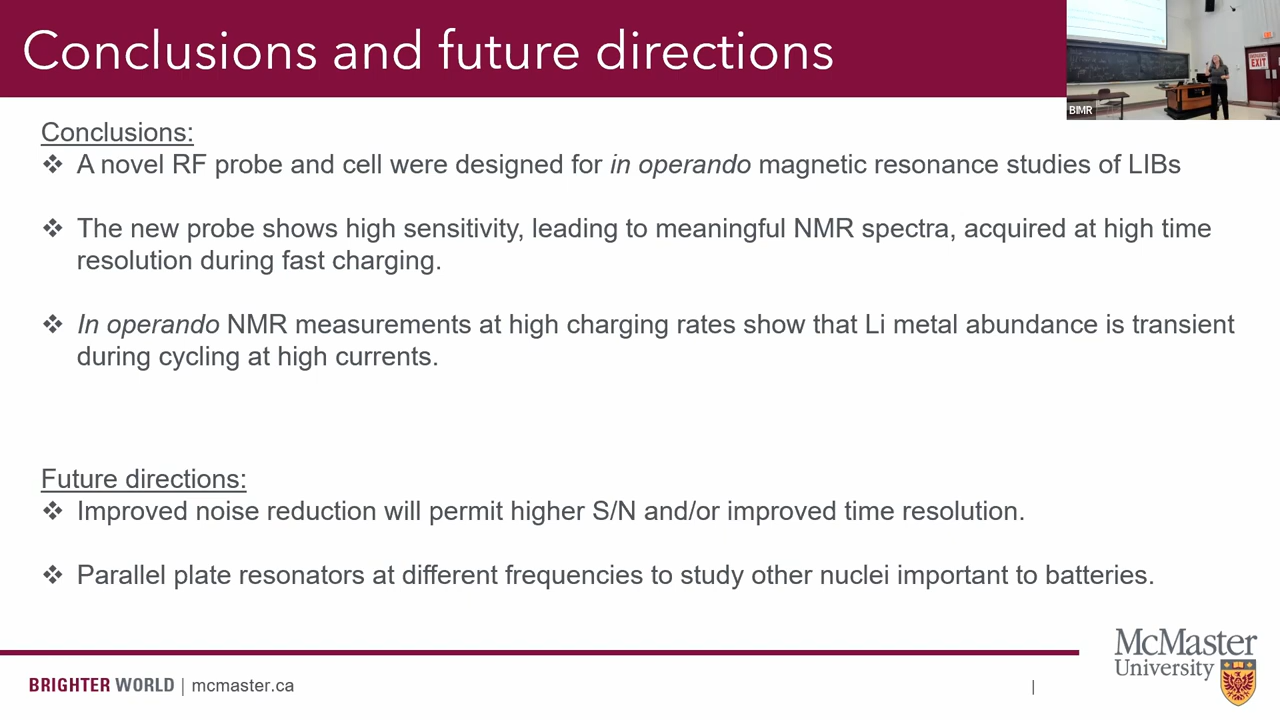 Conclusions and future directions
BIMR
EXIT
Conclusions:
❖ A novel RF probe and cell were designed for in operando magnetic resonance studies of LIBs
❖ The new probe shows high sensitivity, leading to meaningful NMR spectra, acquired at high time
resolution during fast charging.
❖ In operando NMR measurements at high charging rates show that Li metal abundance is transient
during cycling at high currents.
Future directions:
❖ Improved noise reduction will permit higher S/N and/or improved time resolution.
❖ Parallel plate resonators at different frequencies to study other nuclei important to batteries.
BRIGHTER WORLD | mcmaster.ca
|
McMaster
University